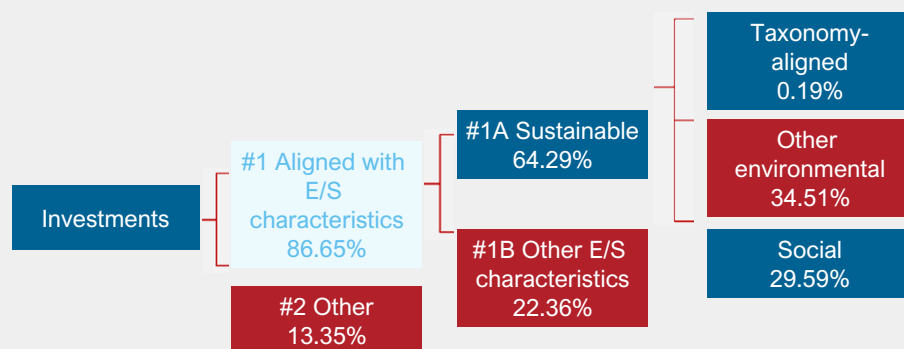 Investments
#1 Aligned with
E/S
characteristics
86.65%
#2 Other
13.35%
#1A Sustainable
64.29%
#1B Other E/S
characteristics
22.36%
Taxonomy-
aligned
0.19%
Other
environmental
34.51%
Social
29.59%